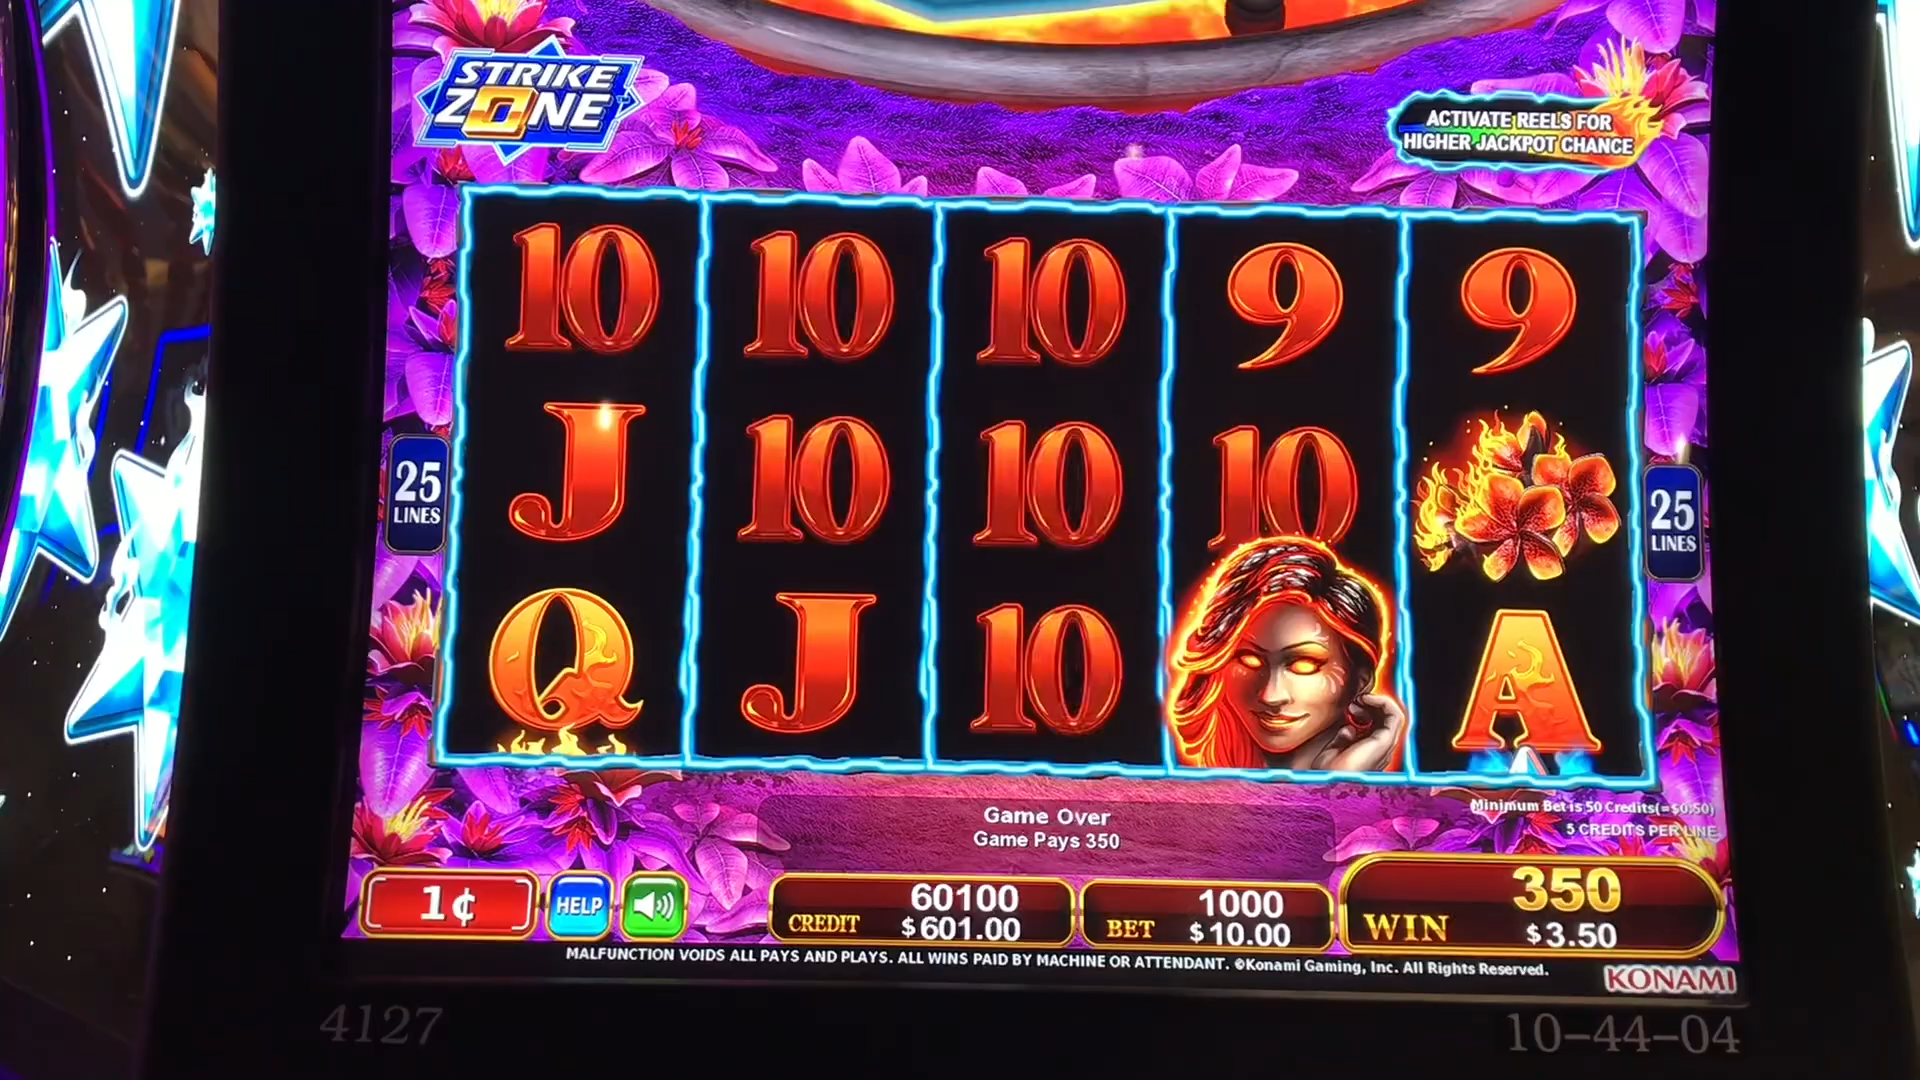 STRIKE
ZONE
ACTIVATE REELS FOR
HIGHER JACKPOT CHANCE
10 10 10 9 9
J 10 10 10
Q J 10 A
25
LINES
25
LINES
Game Over
Game Pays 350
Minimum Bet is 50 Credits(=$0.50)
5 CREDITS PER LINE
1¢
HELP
CREDIT
60100
$601.00
BET
1000
$10.00
WIN
350
$3.50
MALFUNCTION VOIDS ALL PAYS AND PLAYS. ALL WINS PAID BY MACHINE OR ATTENDANT. ©Konami Gaming, Inc. All Rights Reserved.
KONAMI
4127
10-44-04